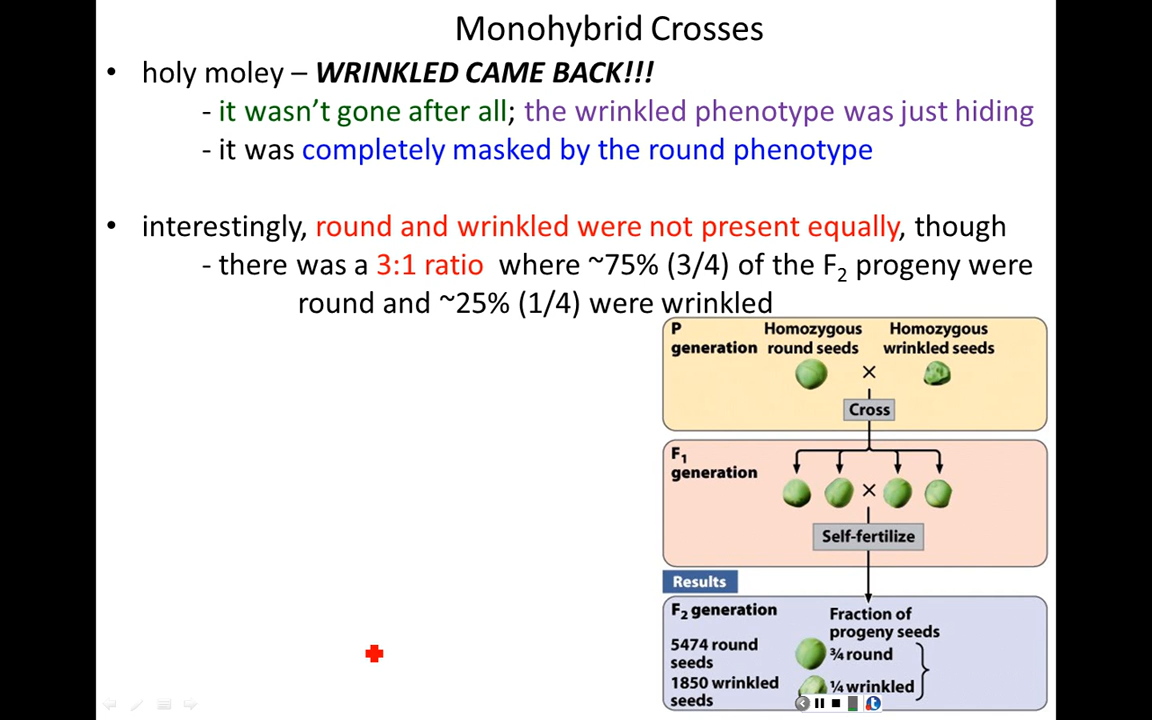 Monohybrid Crosses
• holy moley – WRINKLED CAME BACK!!!
- it wasn’t gone after all; the wrinkled phenotype was just hiding
- it was completely masked by the round phenotype
• interestingly, round and wrinkled were not present equally, though
- there was a 3:1 ratio where ~75% (3/4) of the F₂ progeny were
round and ~25% (1/4) were wrinkled
P
generation
Homozygous
round seeds
Homozygous
wrinkled seeds
×
Cross
F₁
generation
×
Self-fertilize
Results
F₂ generation
Fraction of
progeny seeds
5474 round
seeds
¾ round
1850 wrinkled
seeds
¼ wrinkled